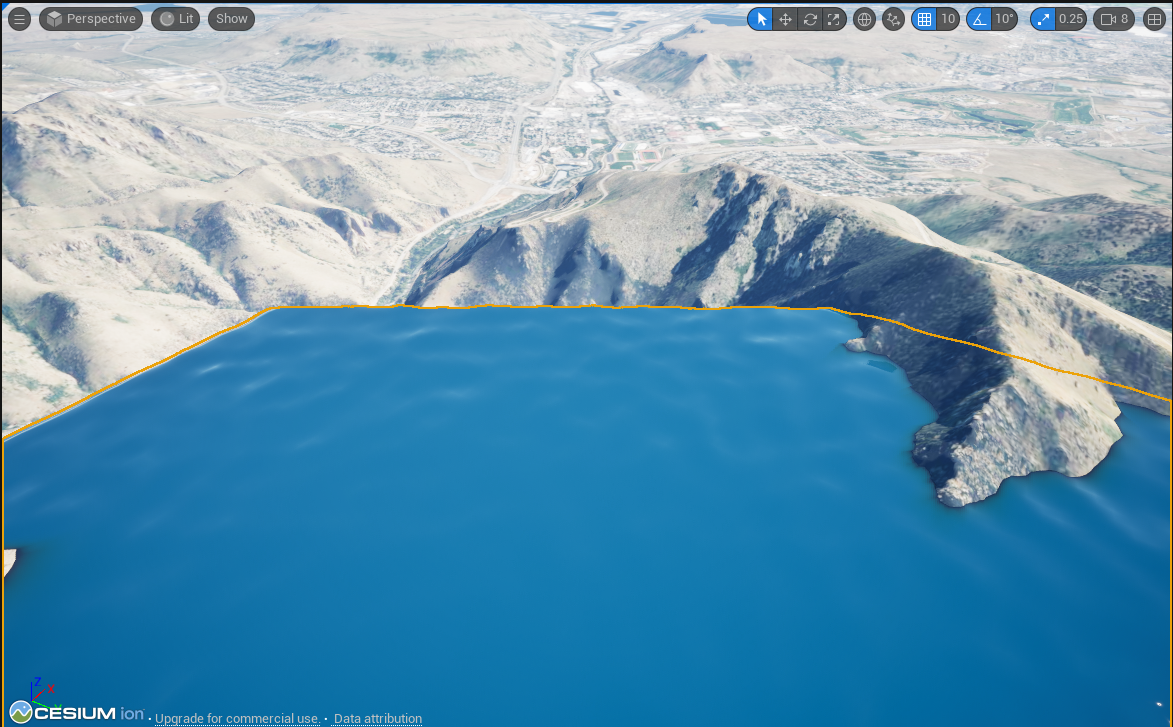 Perspective Lit Show 10 10° 0.25 8
Z
X
Y
CESIUM ion . Upgrade for commercial use. • Data attribution